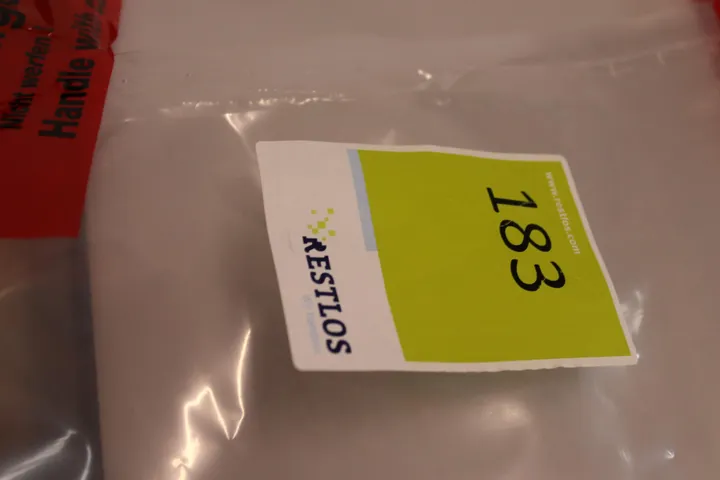 Nicht werfen
Handle with
www.restlos.com
183
RESTLOS